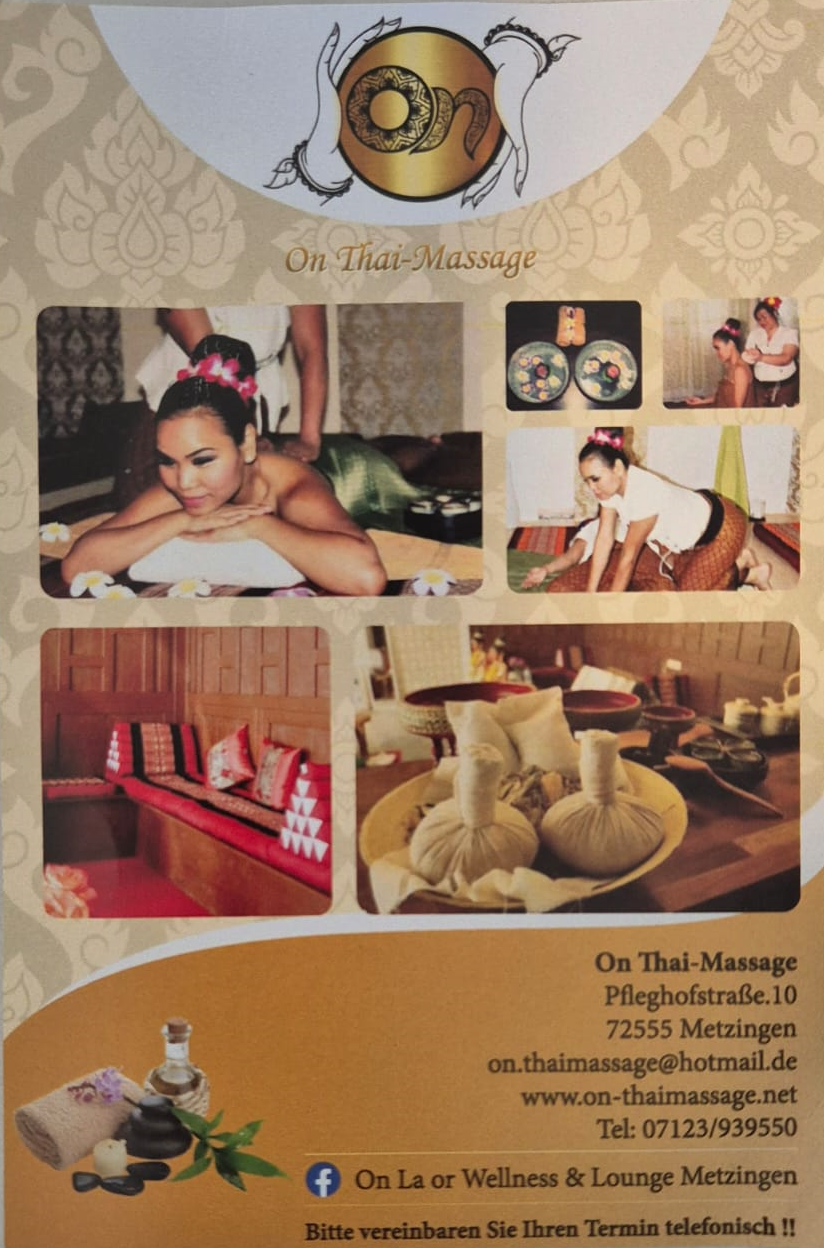 On
On Thai-Massage
On Thai-Massage
Pfleghofstraße.10
72555 Metzingen
on.thaimassage@hotmail.de
www.on-thaimassage.net
Tel: 07123/939550
f On La or Wellness & Lounge Metzingen
Bitte vereinbaren Sie Ihren Termin telefonisch !!